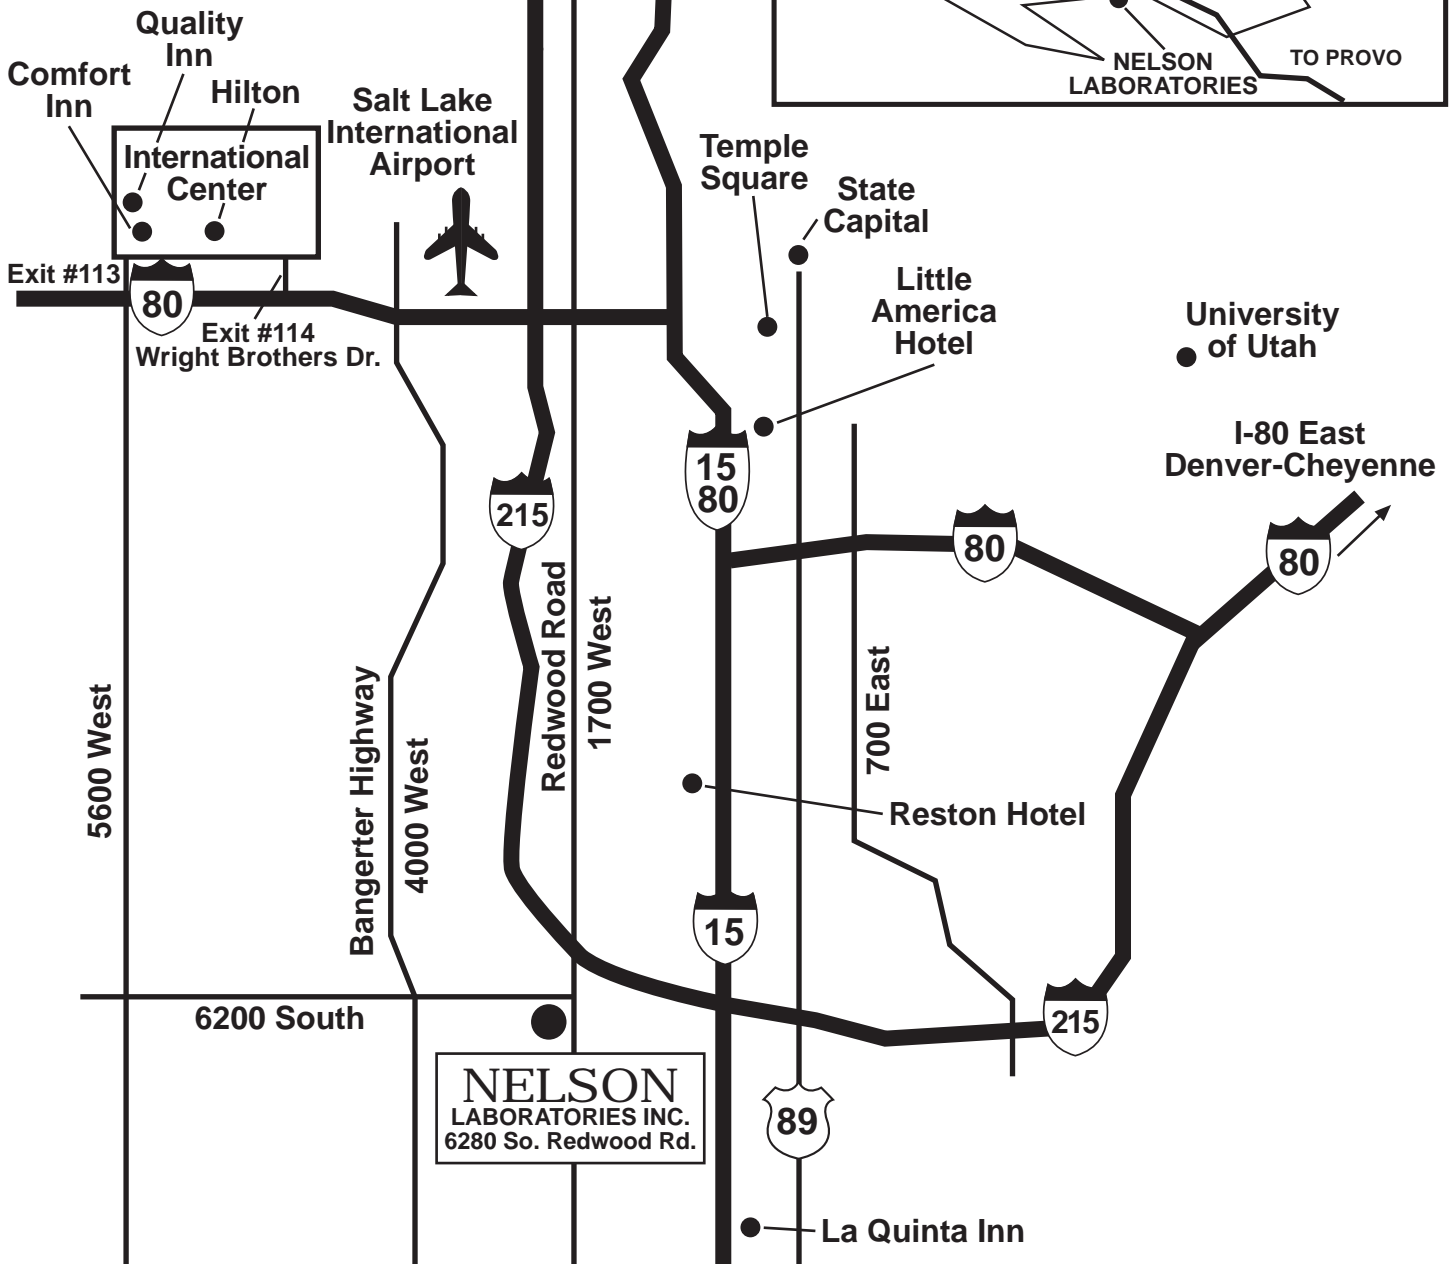 Quality
Inn
Comfort
Inn
Hilton
International
Center
Salt Lake
International
Airport
NELSON
LABORATORIES
TO PROVO
Temple
Square
State
Capital
Little
America
Hotel
University
of Utah
I-80 East
Denver-Cheyenne
Exit #113
80
Exit #114
Wright Brothers Dr.
15
80
215
80
80
Redwood Road
1700 West
700 East
5600 West
Bangerter Highway
4000 West
Reston Hotel
15
6200 South
215
NELSON
LABORATORIES INC.
6280 So. Redwood Rd.
89
La Quinta Inn